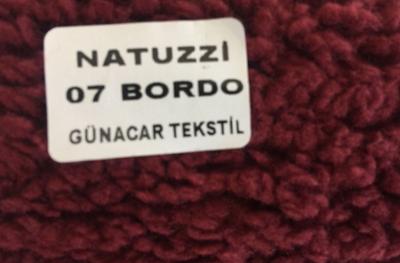 NATUZZİ
07 BORDO
GÜNACAR TEKSTİL